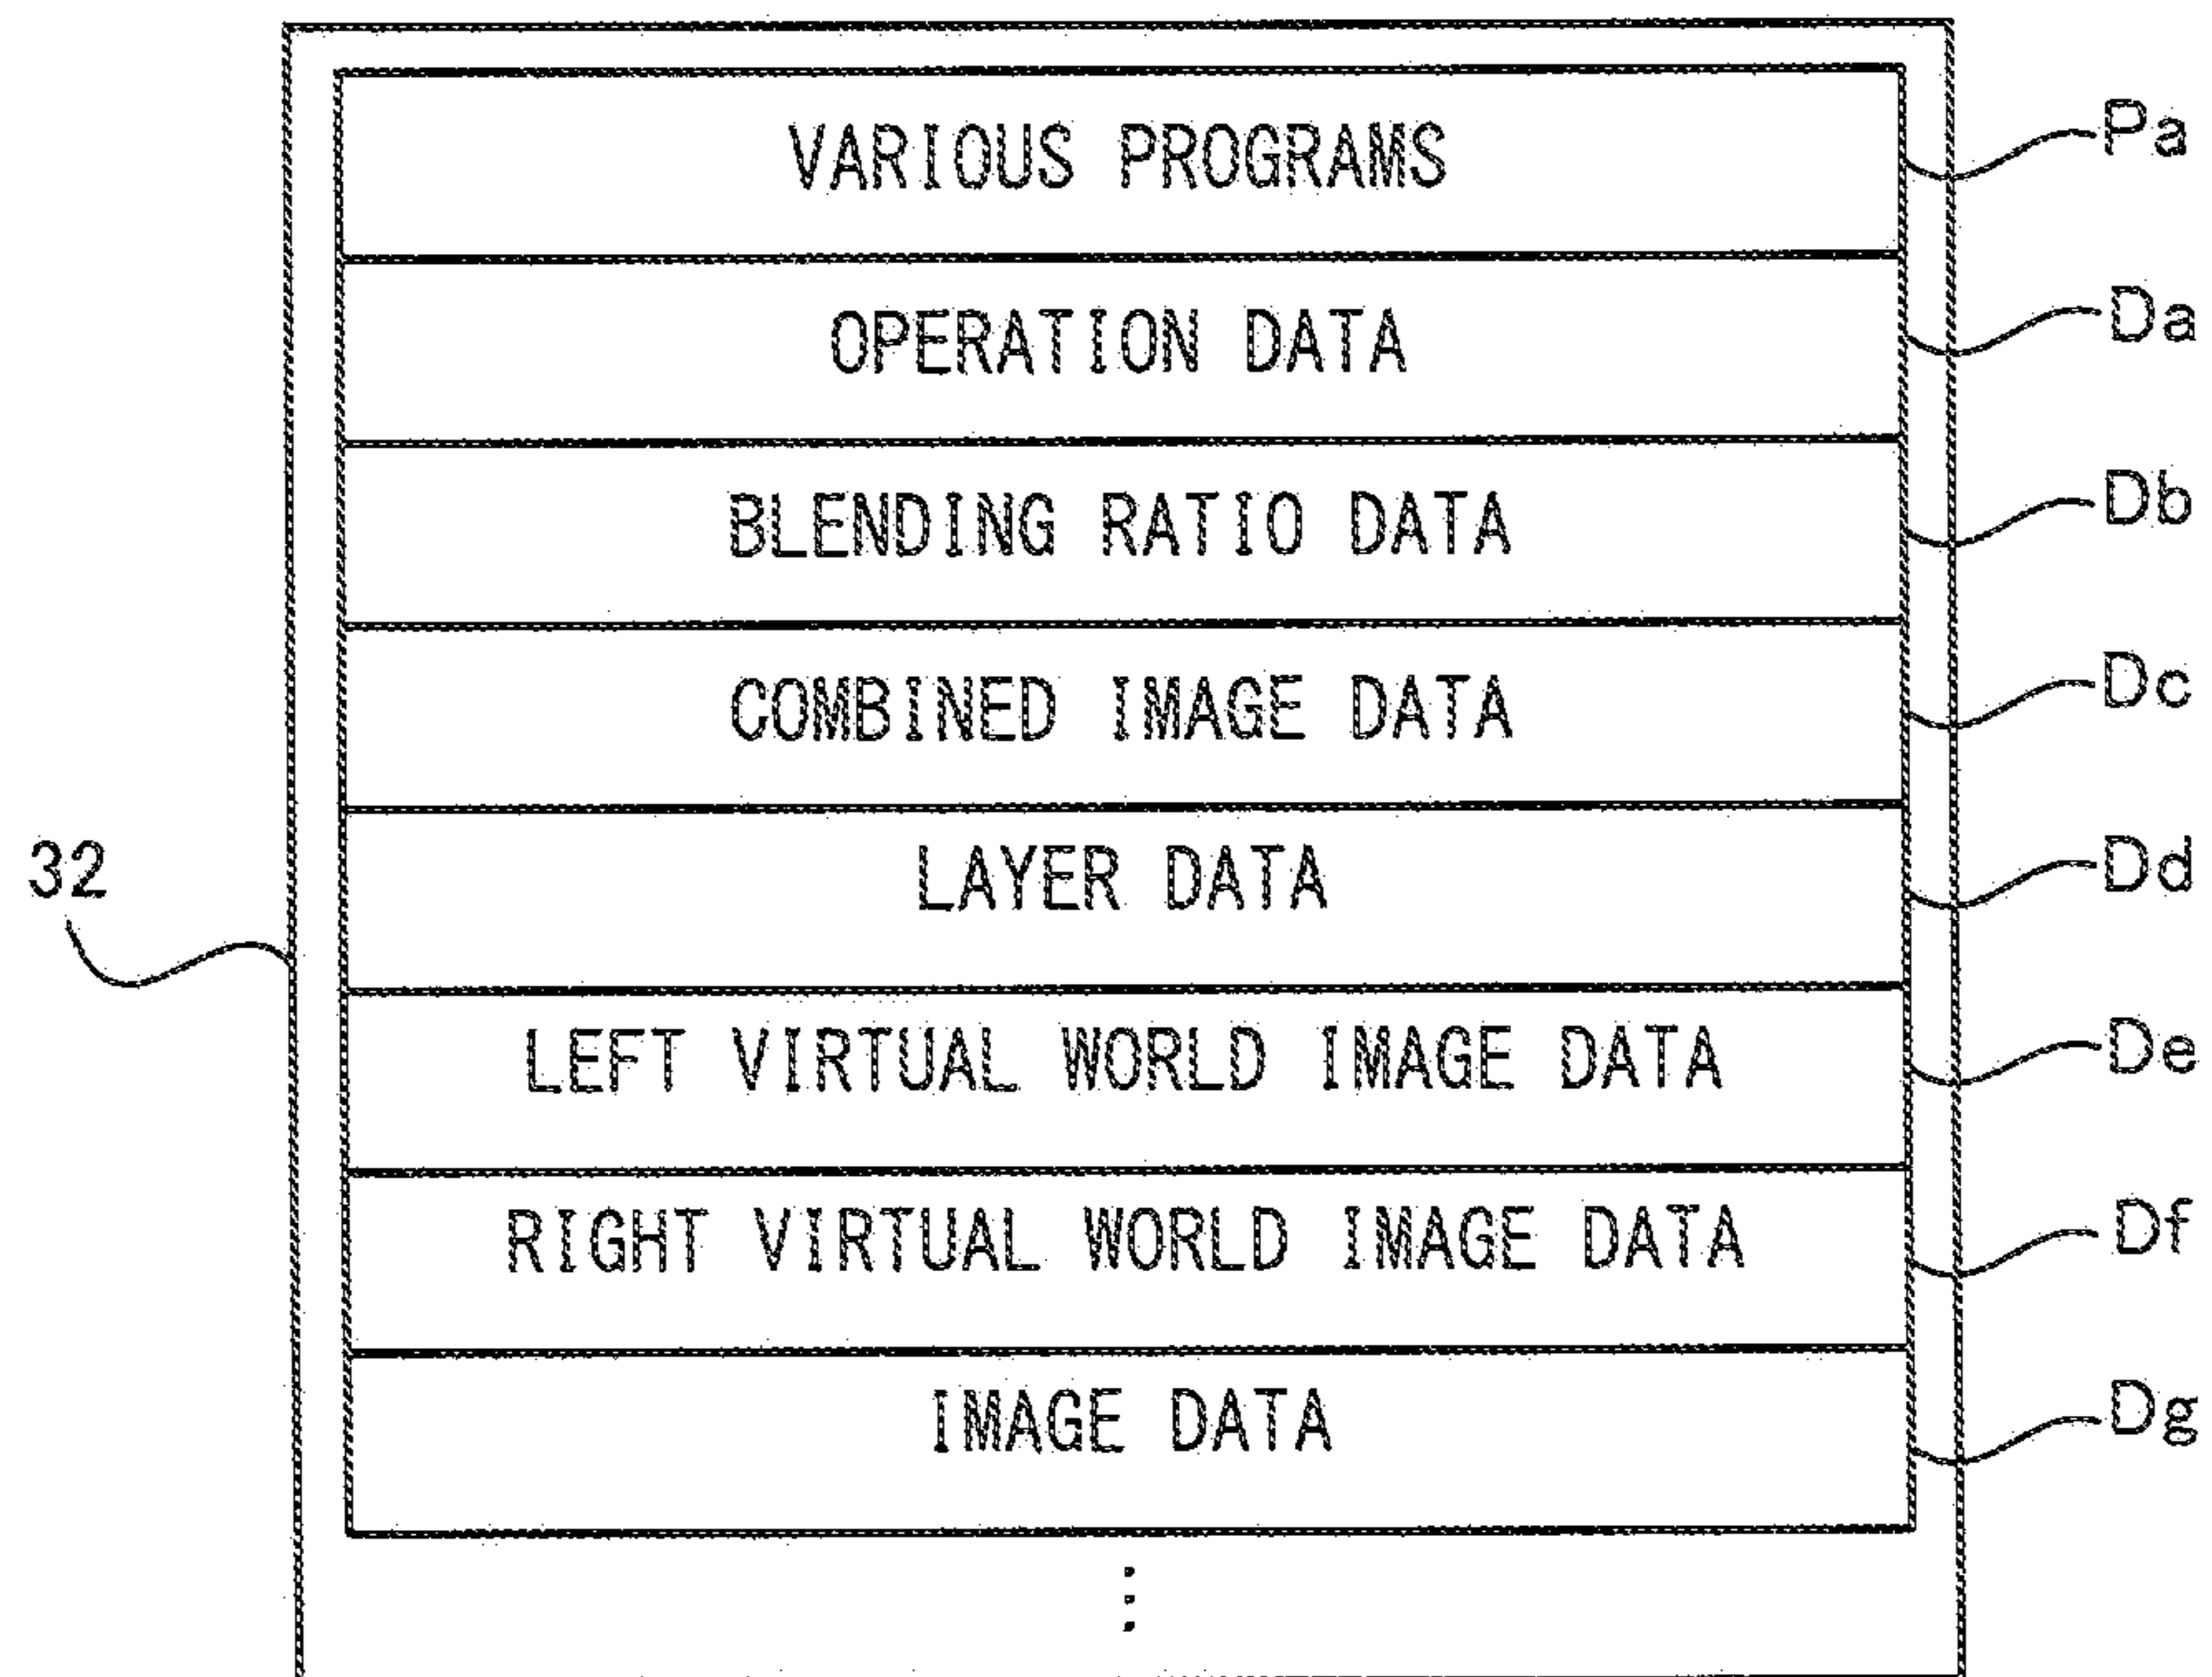 VARIOUS PROGRAMS Pa
OPERATION DATA Da
BLENDING RATIO DATA Db
COMBINED IMAGE DATA Dc
LAYER DATA Dd
32
LEFT VIRTUAL WORLD IMAGE DATA De
RIGHT VIRTUAL WORLD IMAGE DATA Df
IMAGE DATA Dg